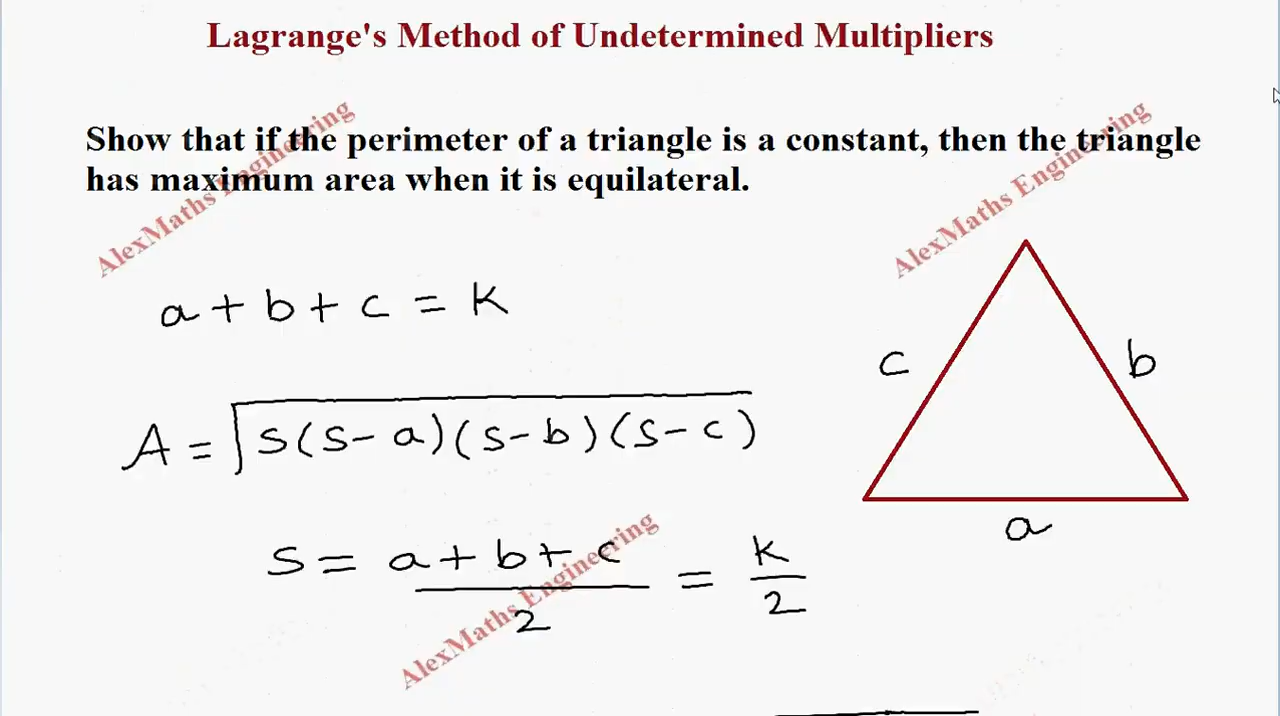 Lagrange's Method of Undetermined Multipliers
Show that if the perimeter of a triangle is a constant, then the triangle
has maximum area when it is equilateral.
AlexMaths Engineering
AlexMaths Engineering
a + b + c = k
c
b
A = √s(s-a)(s-b)(s-c)
a
s = a+b+c/2 = k/2
AlexMaths Engineering